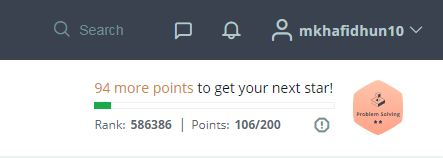 Search
mkhafidhun10
94 more points to get your next star!
Rank: 586386 | Points: 106/200
Problem Solving